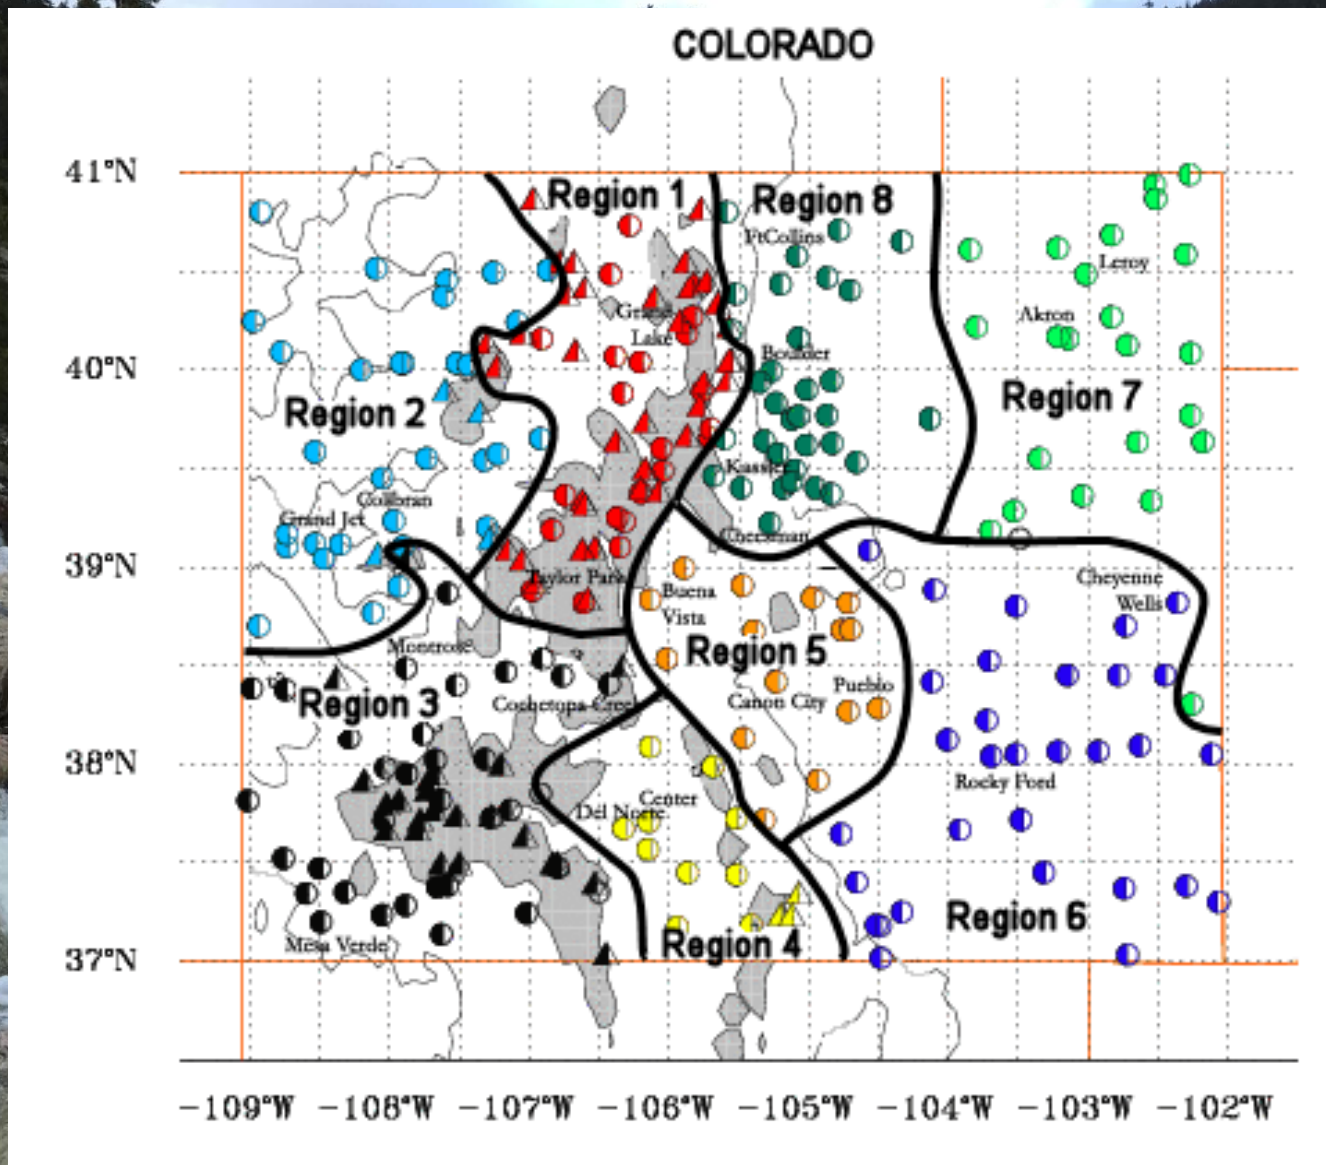 COLORADO
41°N
Region 1
Region 8
FtCollins
Leroy
Grand
Lake
Akron
Boulder
40°N
Region 2
Region 7
Kassler
Collbran
Grand Jct
Cheesman
39°N
Taylor Park
Buena
Vista
Cheyenne
Wells
Montrose
Region 5
Region 3
Cochetopa Creek
Canon City
Pueblo
38°N
Rocky Ford
Center
Del Norte
Region 6
Mesa Verde
Region 4
37°N
-109°W -108°W -107°W -106°W -105°W -104°W -103°W -102°W